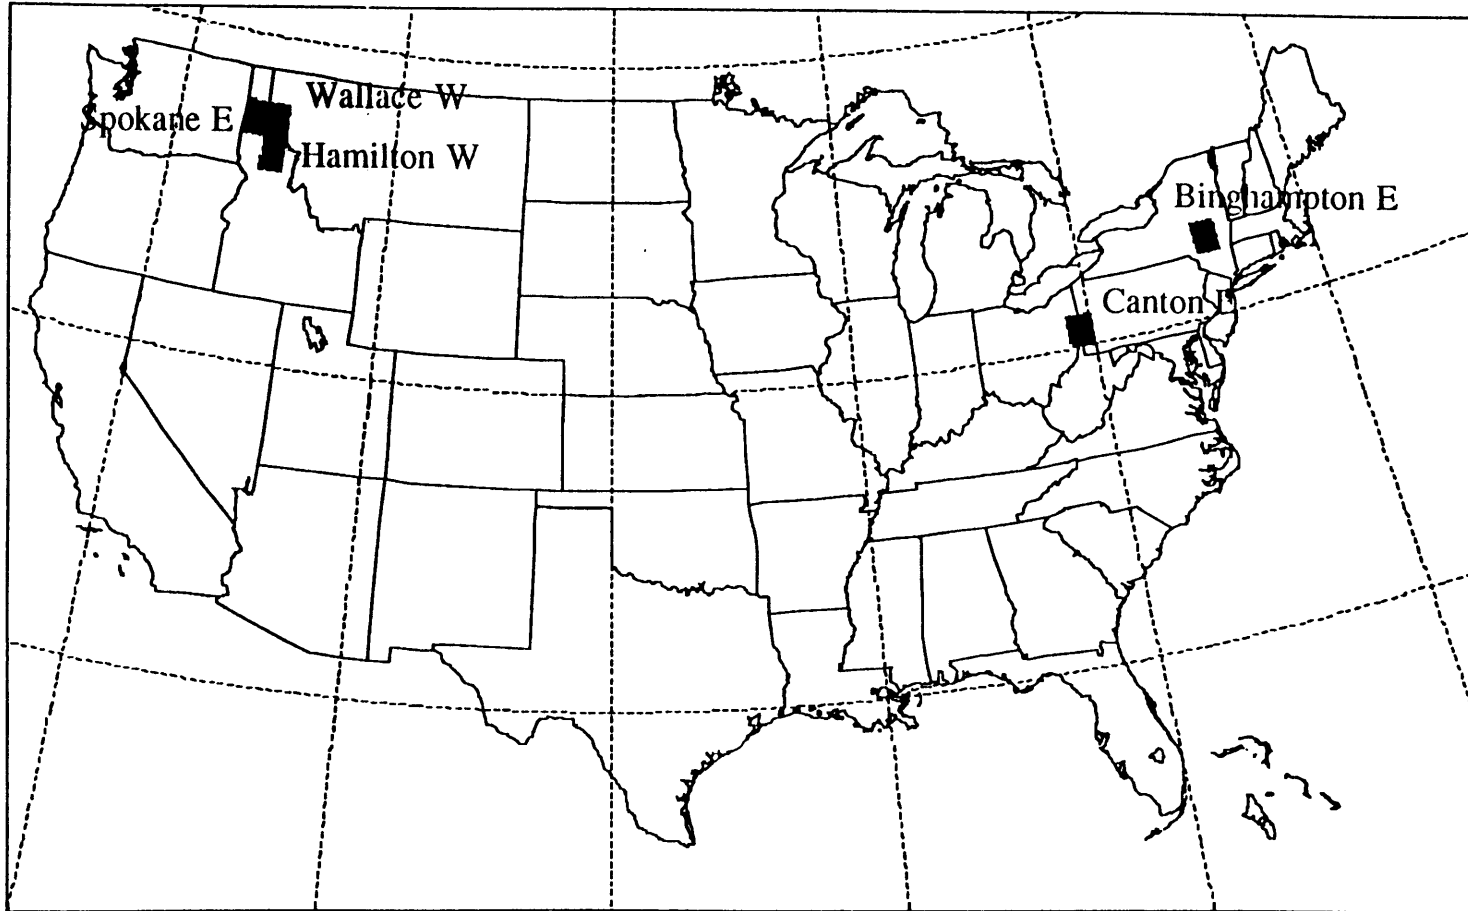 Wallace W
Spokane E
Hamilton W
Binghampton E
Canton E